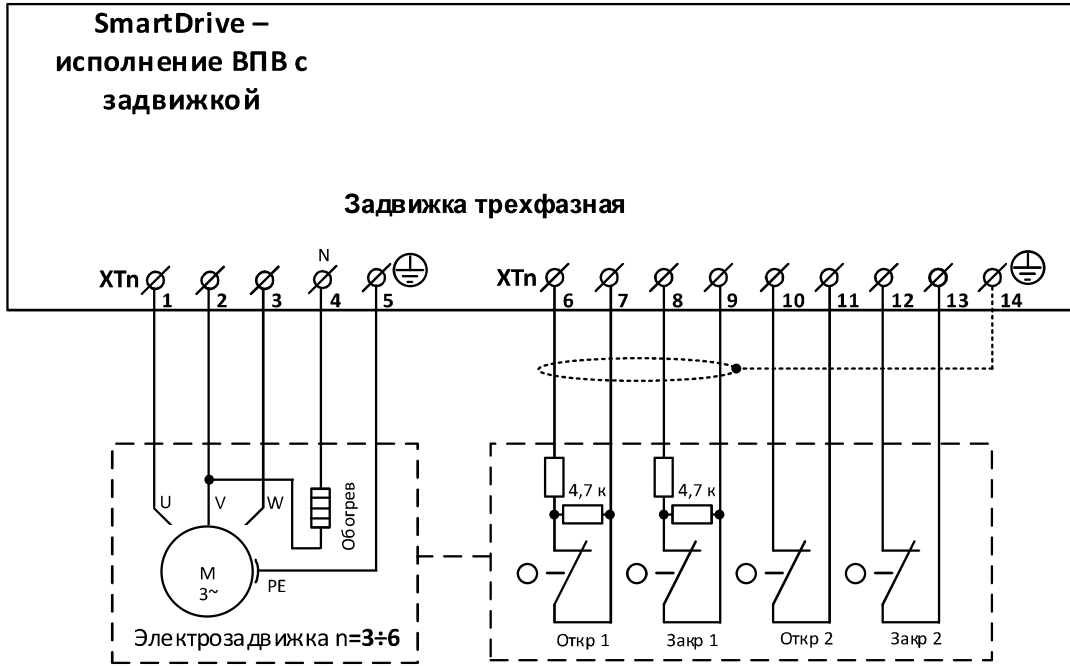 SmartDrive –
исполнение ВПВ с
задвижкой
Задвижка трехфазная
N
XTn 1 2 3 4 5
XTn 6 7 8 9 10 11 12 13 14
U V W
Обогрев
4,7 к 4,7 к
M
3~
PE
Откр 1 Закр 1 Откр 2 Закр 2
Электрозадвижка n=3÷6